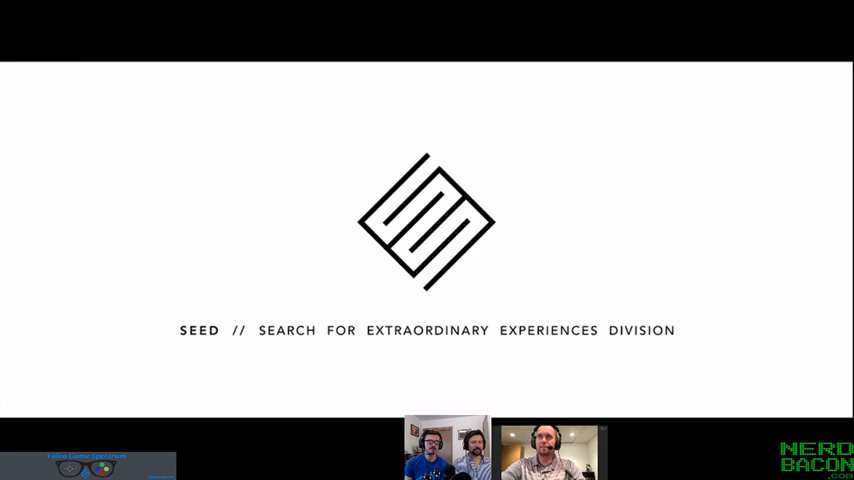 SEED // SEARCH FOR EXTRAORDINARY EXPERIENCES DIVISION
Video Game Spectrum
NERD
BACON
.COM